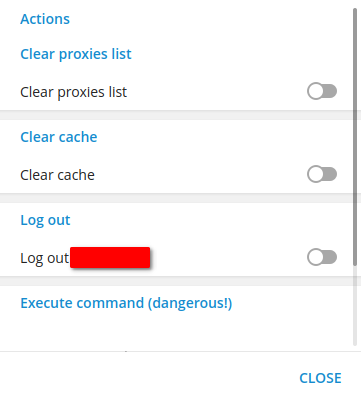 Actions
Clear proxies list
Clear proxies list
Clear cache
Clear cache
Log out
Log out
Execute command (dangerous!)
CLOSE